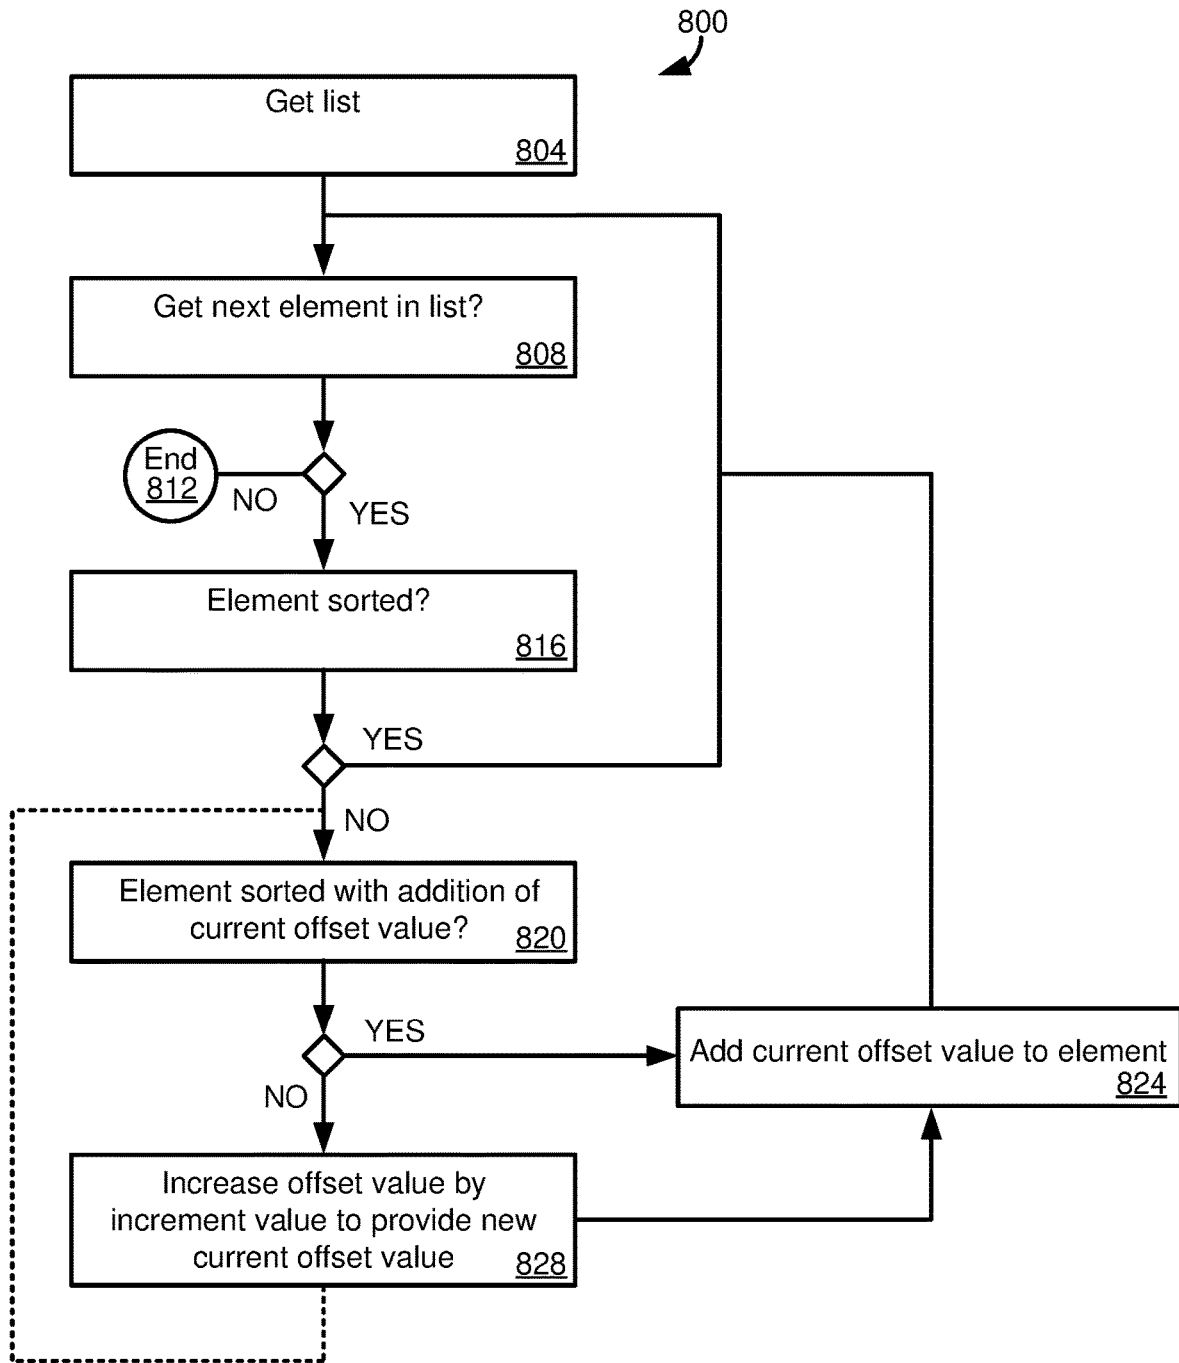 800
Get list
804
Get next element in list?
808
End
812
NO
YES
Element sorted?
816
YES
NO
Element sorted with addition of
current offset value?
820
YES
NO
Add current offset value to element
824
Increase offset value by
increment value to provide new
current offset value
828